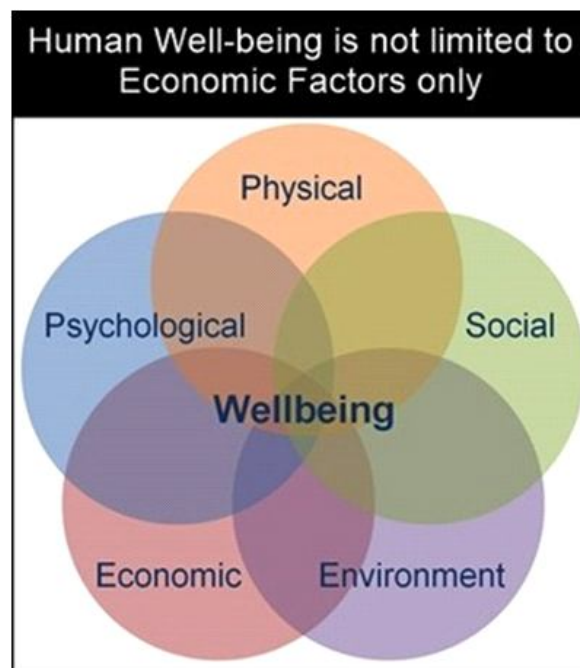 Human Well-being is not limited to
Economic Factors only
Physical
Psychological
Social
Wellbeing
Economic
Environment